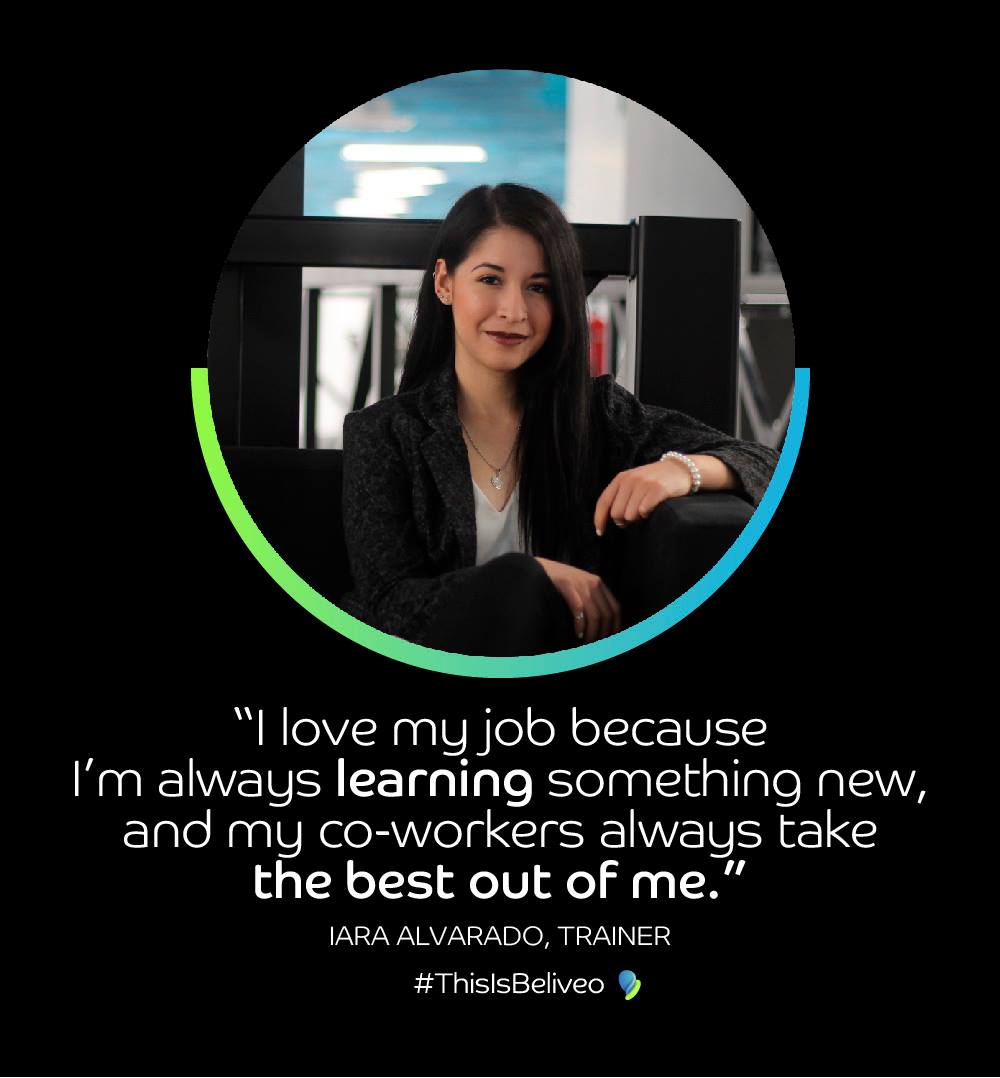 “I love my job because
I’m always learning something new,
and my co-workers always take
the best out of me.”
IARA ALVARADO, TRAINER
#ThisIsBeliveo